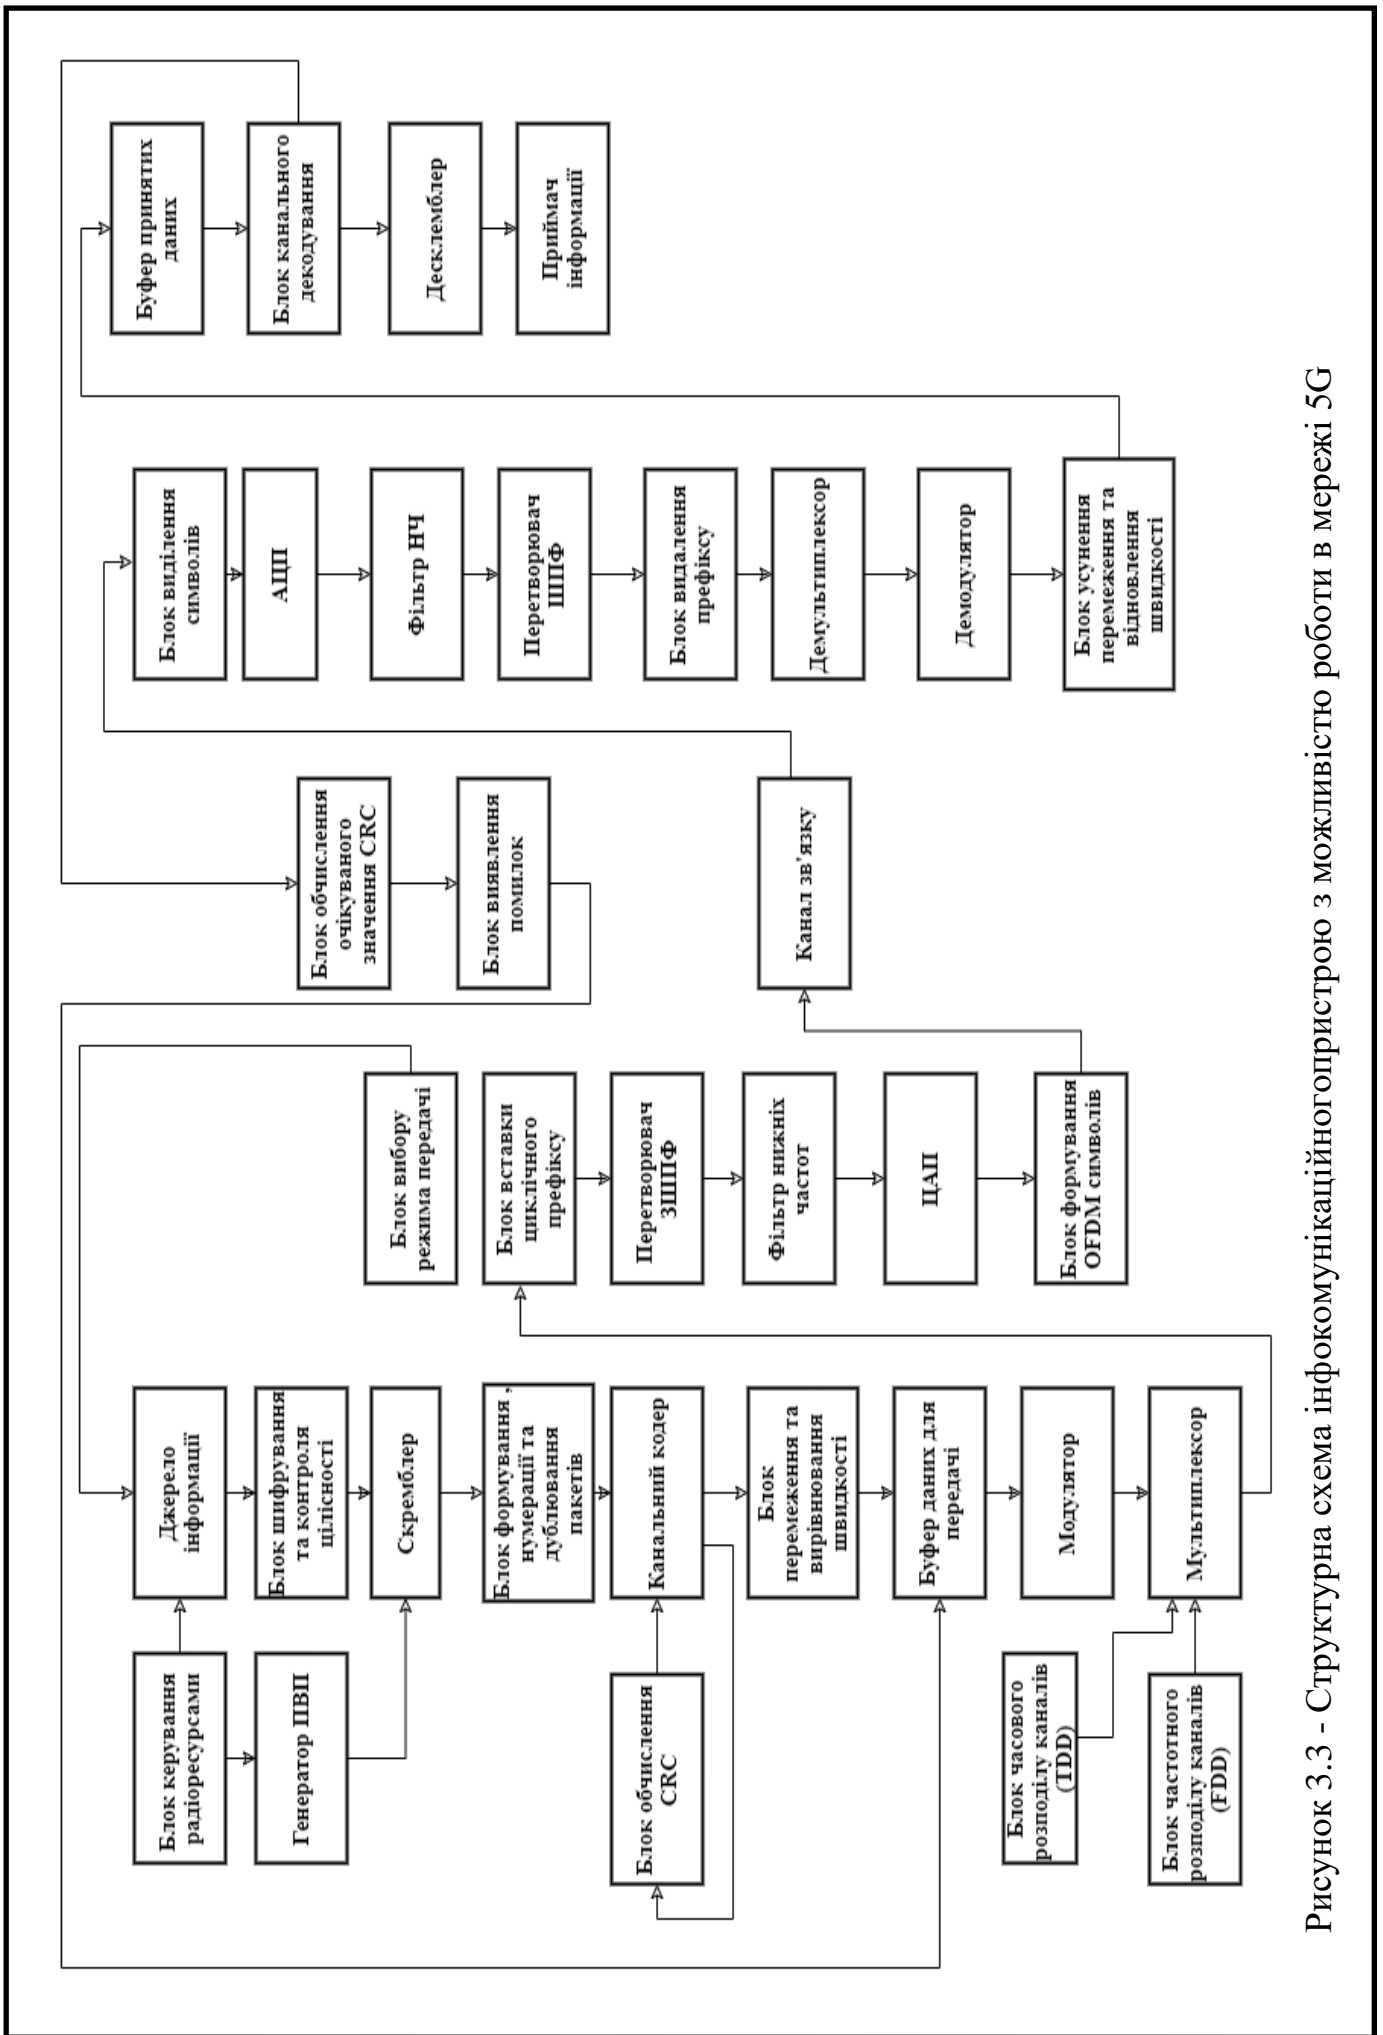 Блок керування
радіоресурсами
Генератор ПВП
Блок обчислення
CRC
Блок часового
розподілу каналів
(TDD)
Блок частотного
розподілу каналів
(FDD)
Джерело
інформації
Блок шифрування
та контроля
цілісності
Скремблер
Блок формування ,
нумерації та
дублювання
пакетів
Канальний кодер
Блок
перемеження та
вирівнювання
швидкості
Буфер даних для
передачі
Модулятор
Мультиплексор
Блок вибору
режима передачі
Блок вставки
циклічного
префіксу
Перетворювач
ЗШПФ
Фільтр нижніх
частот
ЦАП
Блок формування
OFDM символів
Блок обчислення
очікуваного
значення CRC
Блок виявлення
помилок
Канал зв’язку
Блок виділення
символів
АЦП
Фільтр НЧ
Перетворювач
ШПФ
Блок видалення
префіксу
Демультиплексор
Демодулятор
Блок усунення
перемеження та
відновлення
швидкості
Буфер принятих
даних
Блок канального
декодування
Десклемблер
Приймач
інформації
Рисунок 3.3 - Структурна схема інфокомунікаційногопристрою з можливістю роботи в мережі 5G